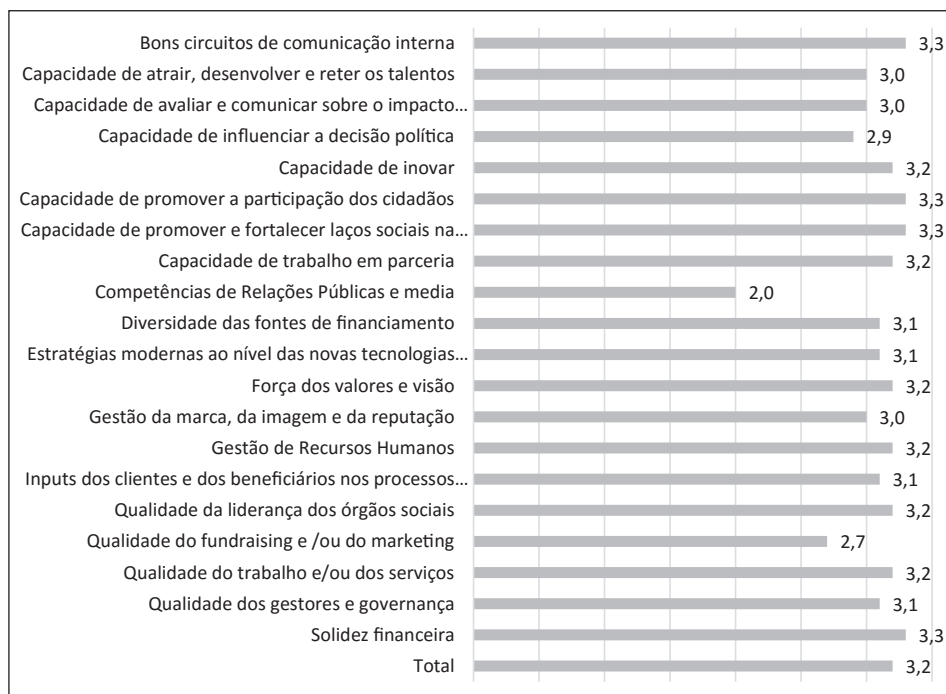 Bons circuitos de comunicação interna 3,3
Capacidade de atrair, desenvolver e reter os talentos 3,0
Capacidade de avaliar e comunicar sobre o impacto... 3,0
Capacidade de influenciar a decisão política 2,9
Capacidade de inovar 3,2
Capacidade de promover a participação dos cidadãos 3,3
Capacidade de promover e fortalecer laços sociais na... 3,3
Capacidade de trabalho em parceria 3,2
Competências de Relações Públicas e media 2,0
Diversidade das fontes de financiamento 3,1
Estratégias modernas ao nível das novas tecnologias... 3,1
Força dos valores e visão 3,2
Gestão da marca, da imagem e da reputação 3,0
Gestão de Recursos Humanos 3,2
Inputs dos clientes e dos beneficiários nos processos... 3,1
Qualidade da liderança dos órgãos sociais 3,2
Qualidade do fundraising e /ou do marketing 2,7
Qualidade do trabalho e/ou dos serviços 3,2
Qualidade dos gestores e governança 3,1
Solidez financeira 3,3
Total 3,2